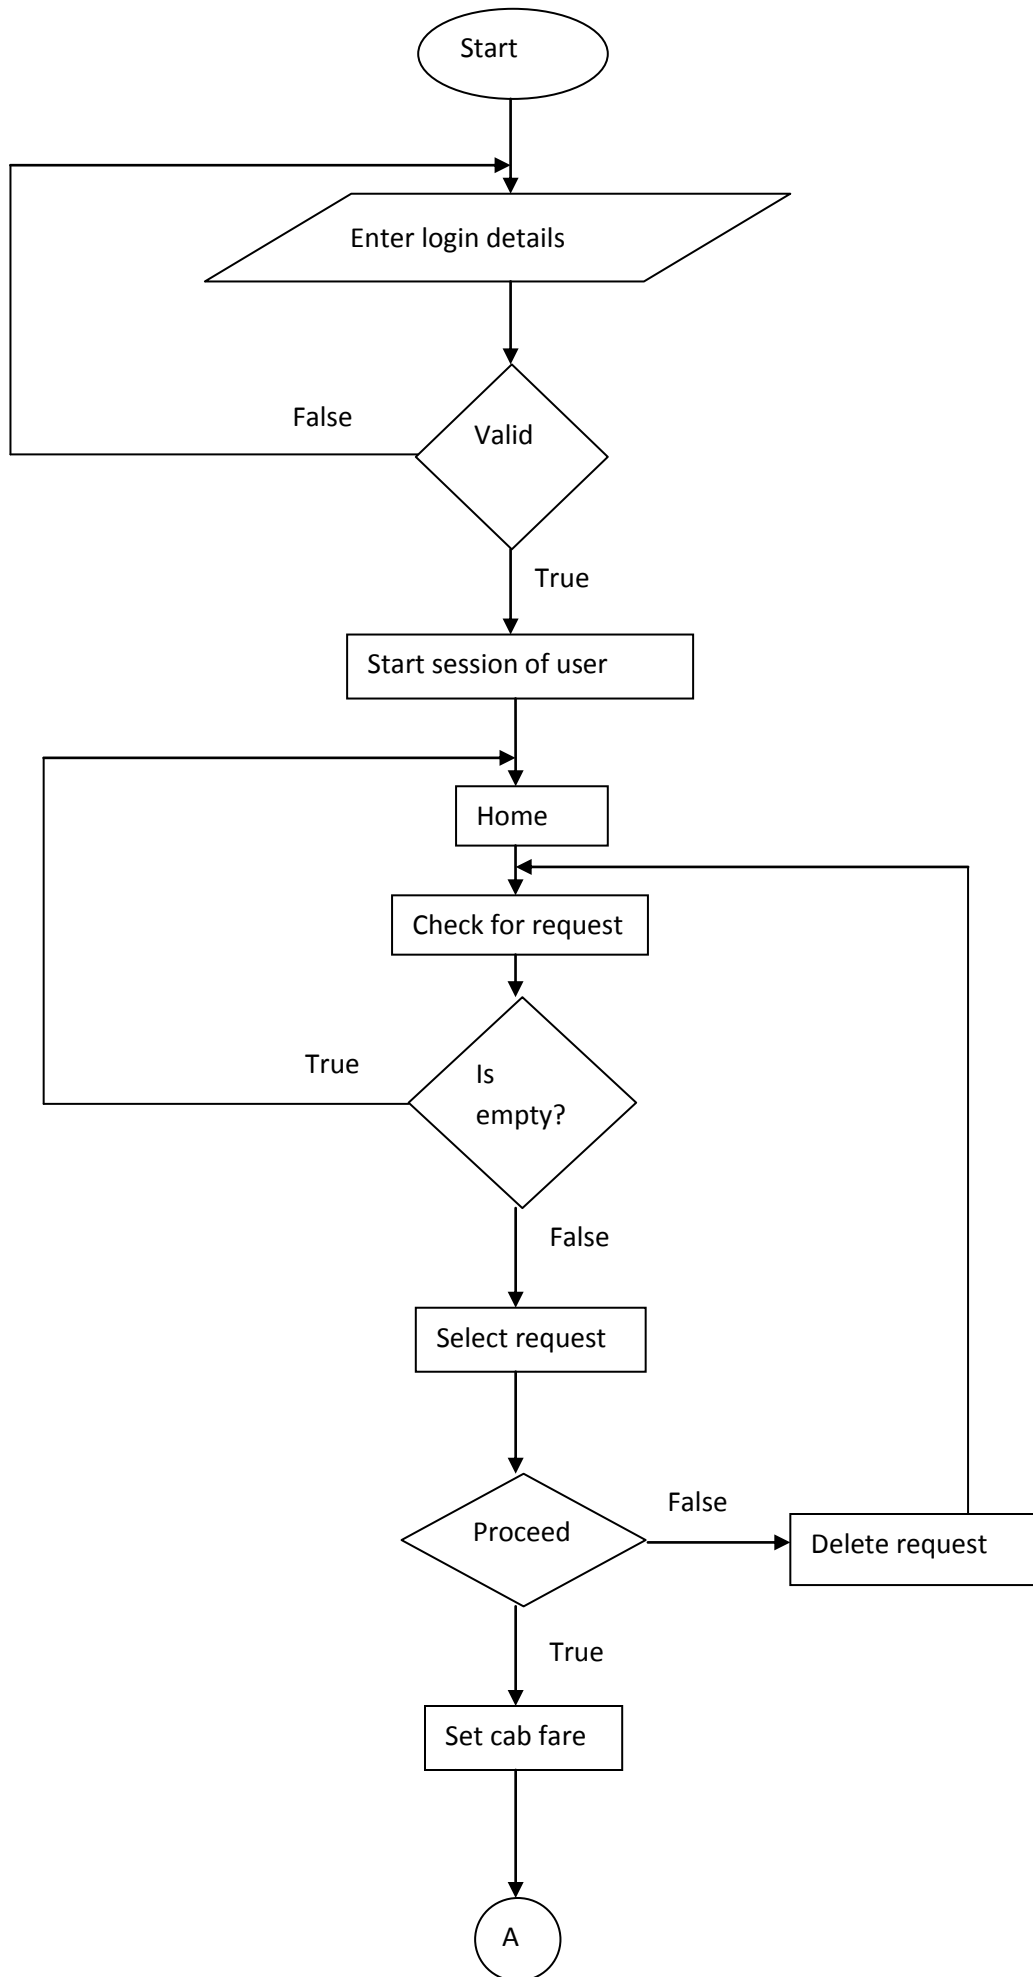 Start
Enter login details
False
Valid
True
Start session of user
Home
Check for request
True
Is
empty?
False
Select request
False
Proceed
Delete request
True
Set cab fare
A